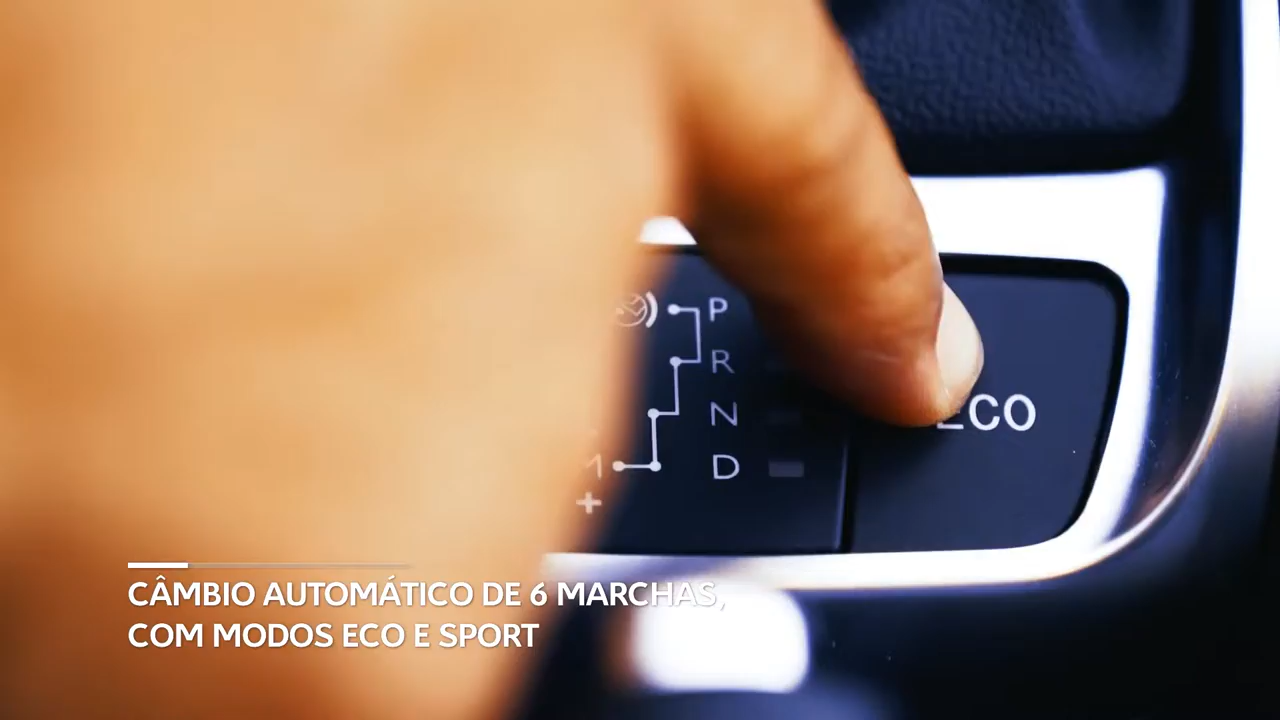 P
R
N
D
M
+
ECO
CÂMBIO AUTOMÁTICO DE 6 MARCHAS,
COM MODOS ECO E SPORT